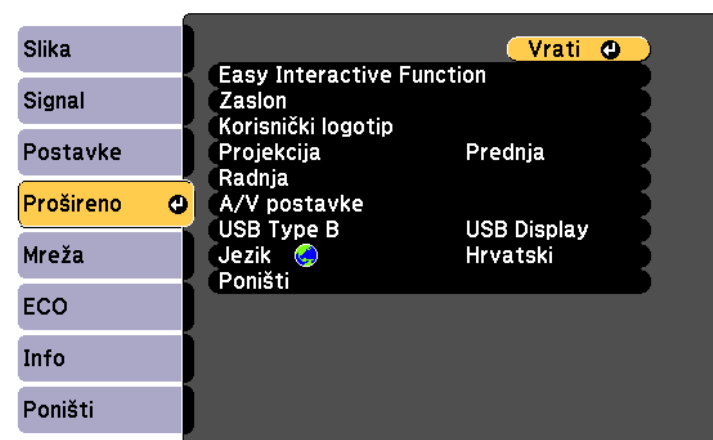 Slika
Signal
Postavke
Prošireno
Mreža
ECO
Info
Poništi
Vrati
Easy Interactive Function
Zaslon
Korisnički logotip
Projekcija Prednja
Radnja
A/V postavke
USB Type B USB Display
Jezik Hrvatski
Poništi